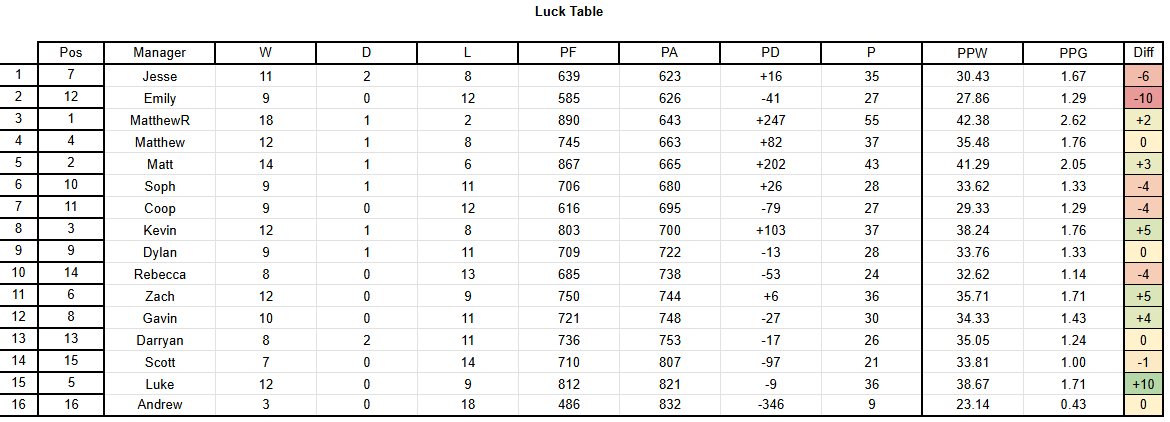 Luck Table
Pos Manager W D L PF PA PD P PPW PPG Diff
1 7 Jesse 11 2 8 639 623 +16 35 30.43 1.67 -6
2 12 Emily 9 0 12 585 626 -41 27 27.86 1.29 -10
3 1 MatthewR 18 1 2 890 643 +247 55 42.38 2.62 +2
4 4 Matthew 12 1 8 745 663 +82 37 35.48 1.76 0
5 2 Matt 14 1 6 867 665 +202 43 41.29 2.05 +3
6 10 Soph 9 1 11 706 680 +26 28 33.62 1.33 -4
7 11 Coop 9 0 12 616 695 -79 27 29.33 1.29 -4
8 3 Kevin 12 1 8 803 700 +103 37 38.24 1.76 +5
9 9 Dylan 9 1 11 709 722 -13 28 33.76 1.33 0
10 14 Rebecca 8 0 13 685 738 -53 24 32.62 1.14 -4
11 6 Zach 12 0 9 750 744 +6 36 35.71 1.71 +5
12 8 Gavin 10 0 11 721 748 -27 30 34.33 1.43 +4
13 13 Darryan 8 2 11 736 753 -17 26 35.05 1.24 0
14 15 Scott 7 0 14 710 807 -97 21 33.81 1.00 -1
15 5 Luke 12 0 9 812 821 -9 36 38.67 1.71 +10
16 16 Andrew 3 0 18 486 832 -346 9 23.14 0.43 0